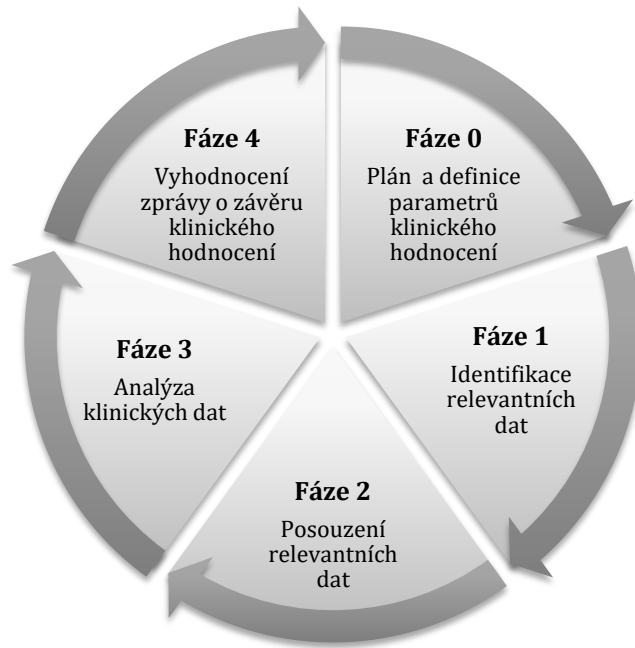 Fáze 0
Plán a definice
parametrů
klinického
hodnocení
Fáze 1
Identifikace
relevantních
dat
Fáze 2
Posouzení
relevantních
dat
Fáze 3
Analýza
klinických dat
Fáze 4
Vyhodnocení
zprávy o závěru
klinického
hodnocení